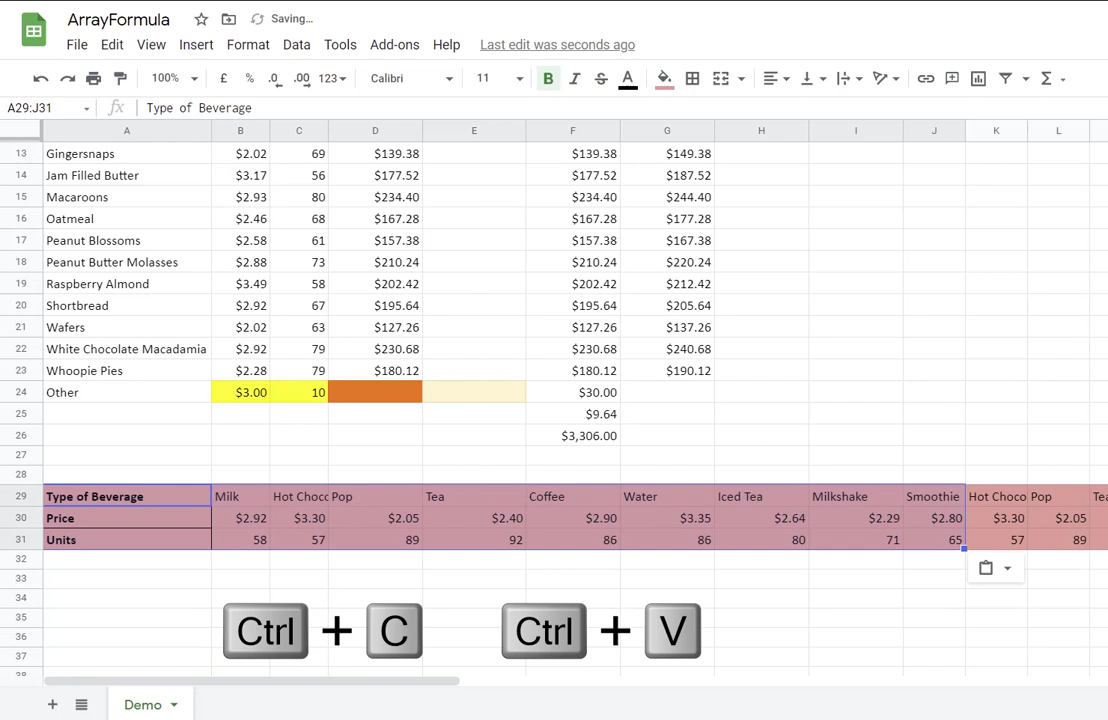 ArrayFormula Saving...
File Edit View Insert Format Data Tools Add-ons Help Last edit was seconds ago
100% £ % .0 .00 123 Calibri 11 B I S A Σ
A29:J31 fx Type of Beverage
A B C D E F G H I J K L
13 Gingersnaps $2.02 69 $139.38 $139.38 $149.38
14 Jam Filled Butter $3.17 56 $177.52 $177.52 $187.52
15 Macaroons $2.93 80 $234.40 $234.40 $244.40
16 Oatmeal $2.46 68 $167.28 $167.28 $177.28
17 Peanut Blossoms $2.58 61 $157.38 $157.38 $167.38
18 Peanut Butter Molasses $2.88 73 $210.24 $210.24 $220.24
19 Raspberry Almond $3.49 58 $202.42 $202.42 $212.42
20 Shortbread $2.92 67 $195.64 $195.64 $205.64
21 Wafers $2.02 63 $127.26 $127.26 $137.26
22 White Chocolate Macadamia $2.92 79 $230.68 $230.68 $240.68
23 Whoopie Pies $2.28 79 $180.12 $180.12 $190.12
24 Other $3.00 10 $30.00
25 $9.64
26 $3,306.00
27
28
29 Type of Beverage Milk Hot Chocc Pop Tea Coffee Water Iced Tea Milkshake Smoothie Hot Choco Pop Tea
30 Price $2.92 $3.30 $2.05 $2.40 $2.90 $3.35 $2.64 $2.29 $2.80 $3.30 $2.05
31 Units 58 57 89 92 86 86 80 71 65 57 89
32
33
34
35
36
37
38
Ctrl + C Ctrl + V
+ Demo